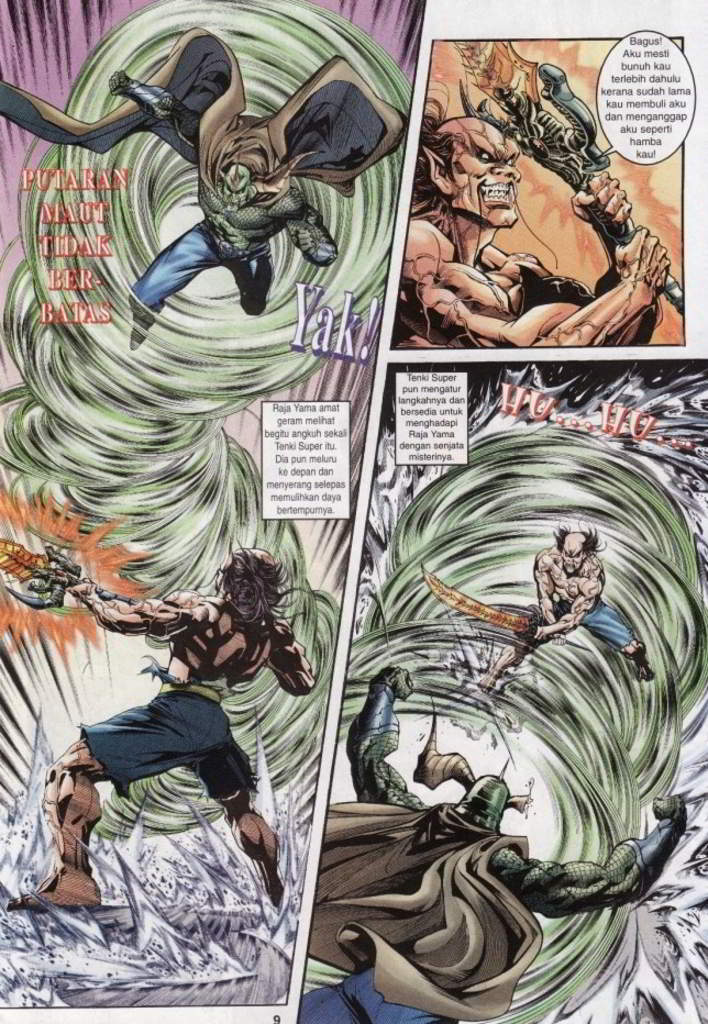 PUTARAN
MAUT
TIDAK
BER-
BATAS
Yak!
Raja Yama amat
geram melihat
begitu angkuh sekali
Tenki Super itu.
Dia pun meluru
ke depan dan
menyerang selepas
memulihkan daya
bertempurnya.
Bagus!
Aku mesti
bunuh kau
terlebih dahulu
kerana sudah lama
kau membuli aku
dan menganggap
aku seperti
hamba
kau!
Tenki Super
pun mengatur
langkahnya dan
bersedia untuk
menghadapi
Raja Yama
dengan senjata
misterinya.
HU...HU...
9